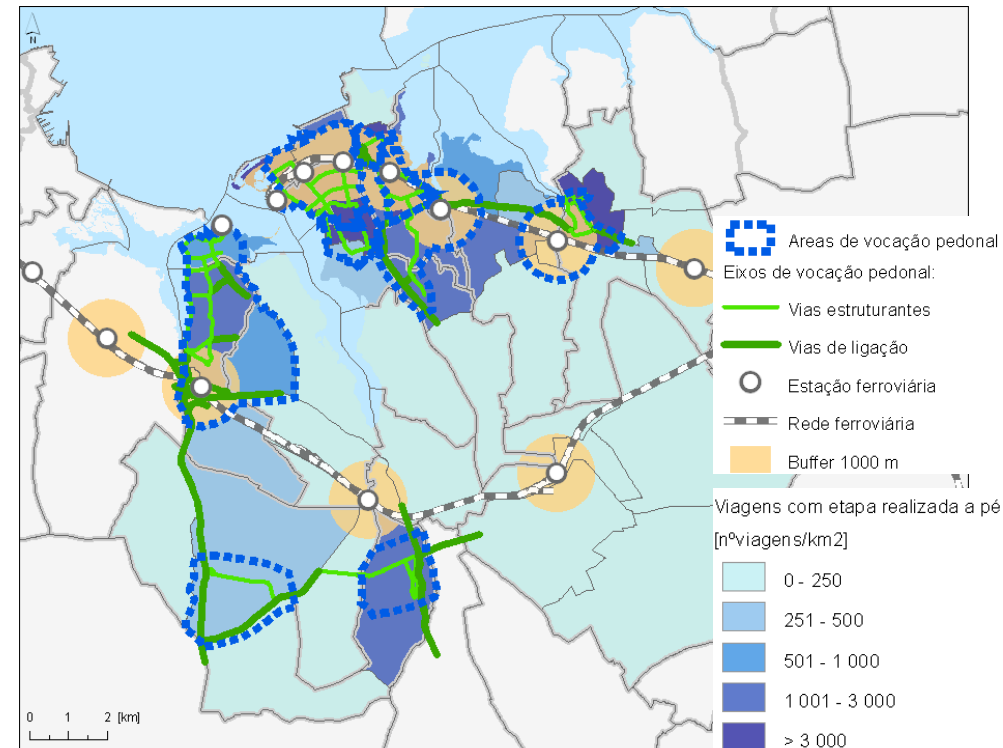 N
Areas de vocação pedonal
Eixos de vocação pedonal:
Vias estruturantes
Vias de ligação
Estação ferroviária
Rede ferroviária
Buffer 1000 m
Viagens com etapa realizada a pé
[nºviagens/km2]
0 - 250
251 - 500
501 - 1 000
1 001 - 3 000
> 3 000
0 1 2 [km]